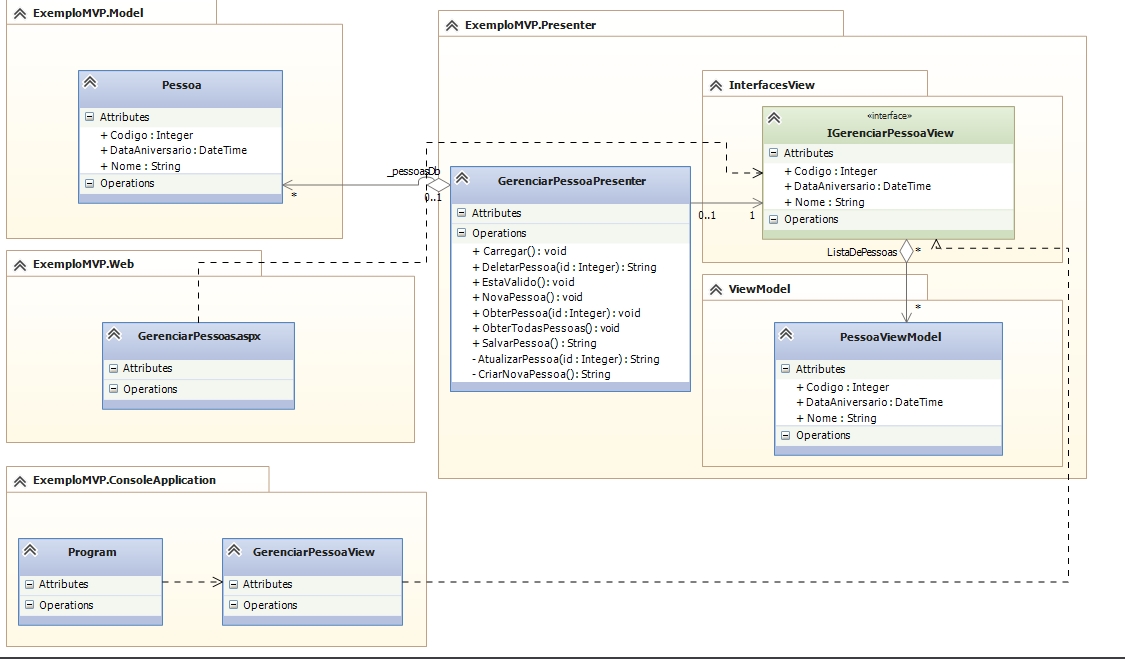 ExemploMVP.Model
Pessoa
Attributes
+ Codigo : Integer
+ DataAniversario : DateTime
+ Nome : String
Operations
*
_pessoasDb
0..1
ExemploMVP.Presenter
GerenciarPessoaPresenter
Attributes
Operations
+ Carregar() : void
+ DeletarPessoa(id : Integer) : String
+ EstaValido() : void
+ NovaPessoa() : void
+ ObterPessoa(id : Integer) : void
+ ObterTodasPessoas() : void
+ SalvarPessoa() : String
- AtualizarPessoa(id : Integer) : String
- CriarNovaPessoa() : String
0..1
1
InterfacesView
«interface»
IGerenciarPessoaView
Attributes
+ Codigo : Integer
+ DataAniversario : DateTime
+ Nome : String
Operations
ListaDePessoas
*
*
ViewModel
PessoaViewModel
Attributes
+ Codigo : Integer
+ DataAniversario : DateTime
+ Nome : String
Operations
ExemploMVP.Web
GerenciarPessoas.aspx
Attributes
Operations
ExemploMVP.ConsoleApplication
Program
Attributes
Operations
GerenciarPessoaView
Attributes
Operations